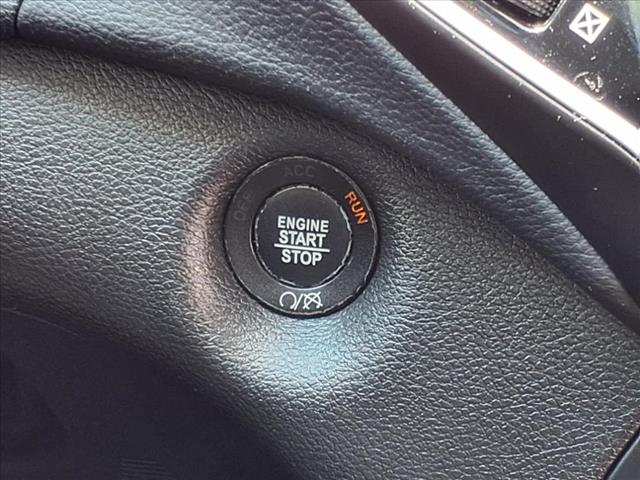 OFF
ACC
RUN
ENGINE
START
STOP